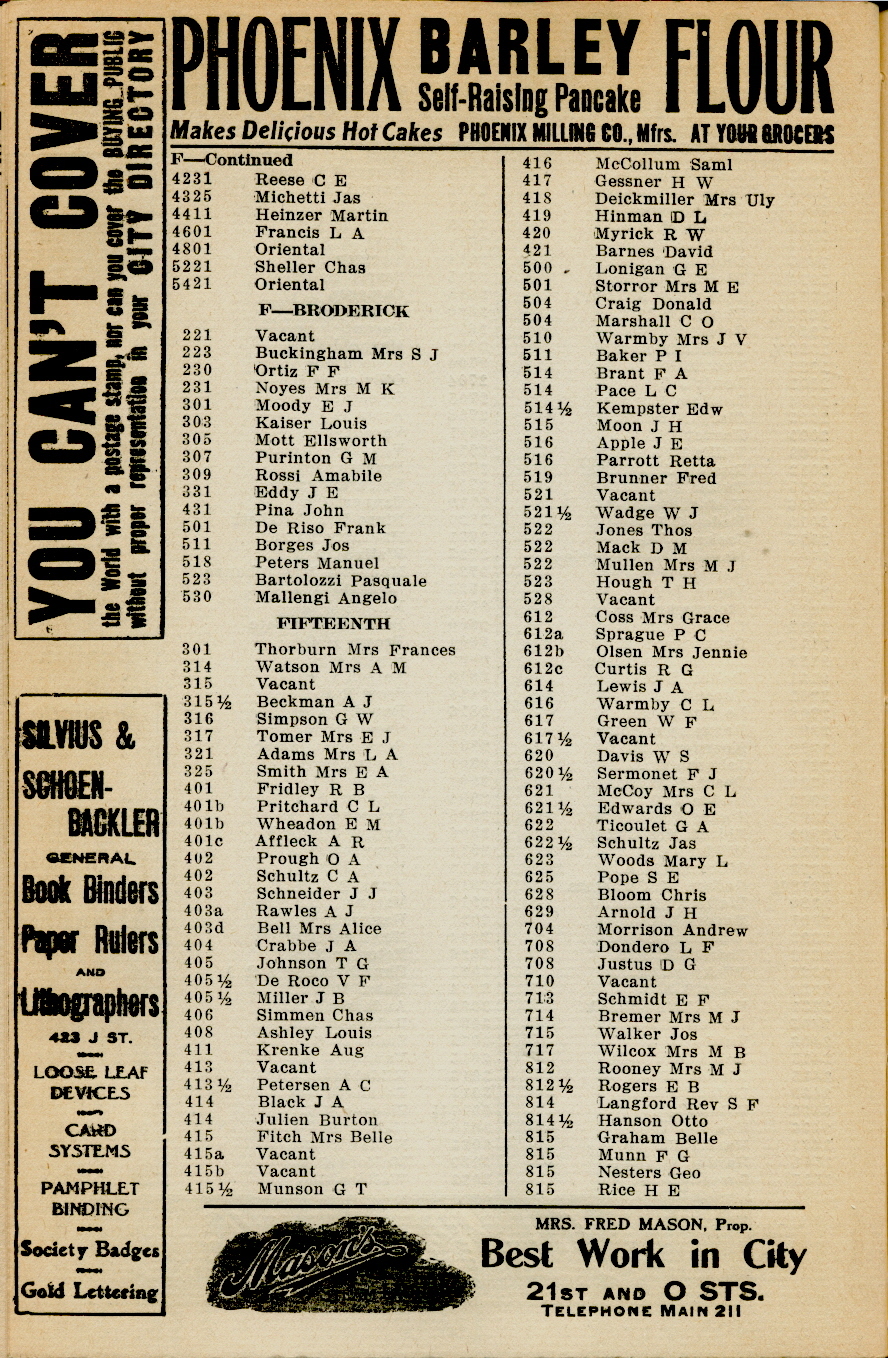 PHOENIX BARLEY FLOUR
Self-Raising Pancake
Makes Delicious Hot Cakes PHOENIX MILLING CO., Mfrs. AT YOUR GROCERS
YOU CAN'T COVER
the World with a postage stamp, nor can you cover the BUYING PUBLIC
without proper representation in your CITY DIRECTORY
SILVIUS &
SCHOEN-
BACKLER
GENERAL
Book Binders
Paper Rulers
AND
Lithographers
423 J ST.
LOOSE LEAF
DEVICES
CARD
SYSTEMS
PAMPHLET
BINDING
Society Badges
Gold Lettering
F—Continued
4231 Reese C E
4325 Michetti Jas
4411 Heinzer Martin
4601 Francis L A
4801 Oriental
5221 Sheller Chas
5421 Oriental
F—BRODERICK
221 Vacant
223 Buckingham Mrs S J
230 Ortiz F F
231 Noyes Mrs M K
301 Moody E J
303 Kaiser Louis
305 Mott Ellsworth
307 Purinton G M
309 Rossi Amabile
331 Eddy J E
431 Pina John
501 De Riso Frank
511 Borges Jos
518 Peters Manuel
523 Bartolozzi Pasquale
530 Mallengi Angelo
FIFTEENTH
301 Thorburn Mrs Frances
314 Watson Mrs A M
315 Vacant
315½ Beckman A J
316 Simpson G W
317 Tomer Mrs E J
321 Adams Mrs L A
325 Smith Mrs E A
401 Fridley R B
401b Pritchard C L
401b Wheadon E M
401c Affleck A R
402 Prough O A
402 Schultz C A
403 Schneider J J
403a Rawles A J
403d Bell Mrs Alice
404 Crabbe J A
405 Johnson T G
405½ De Roco V F
405½ Miller J B
406 Simmen Chas
408 Ashley Louis
411 Krenke Aug
413 Vacant
413½ Petersen A C
414 Black J A
414 Julien Burton
415 Fitch Mrs Belle
415a Vacant
415b Vacant
415½ Munson G T
416 McCollum Saml
417 Gessner H W
418 Deickmiller Mrs Uly
419 Hinman D L
420 Myrick R W
421 Barnes David
500 Lonigan G E
501 Storror Mrs M E
504 Craig Donald
504 Marshall C O
510 Warmby Mrs J V
511 Baker P I
514 Brant F A
514 Pace L C
514½ Kempster Edw
515 Moon J H
516 Apple J E
516 Parrott Retta
519 Brunner Fred
521 Vacant
521½ Wadge W J
522 Jones Thos
522 Mack D M
522 Mullen Mrs M J
523 Hough T H
528 Vacant
612 Coss Mrs Grace
612a Sprague P C
612b Olsen Mrs Jennie
612c Curtis R G
614 Lewis J A
616 Warmby C L
617 Green W F
617½ Vacant
620 Davis W S
620½ Sermonet F J
621 McCoy Mrs C L
621½ Edwards O E
622 Ticoulet G A
622½ Schultz Jas
623 Woods Mary L
625 Pope S E
628 Bloom Chris
629 Arnold J H
704 Morrison Andrew
708 Dondero L F
708 Justus D G
710 Vacant
713 Schmidt E F
714 Bremer Mrs M J
715 Walker Jos
717 Wilcox Mrs M B
812 Rooney Mrs M J
812½ Rogers E B
814 Langford Rev S F
814½ Hanson Otto
815 Graham Belle
815 Munn F G
815 Nesters Geo
815 Rice H E
Mason's
MRS. FRED MASON, Prop.
Best Work in City
21ST AND O STS.
TELEPHONE MAIN 211